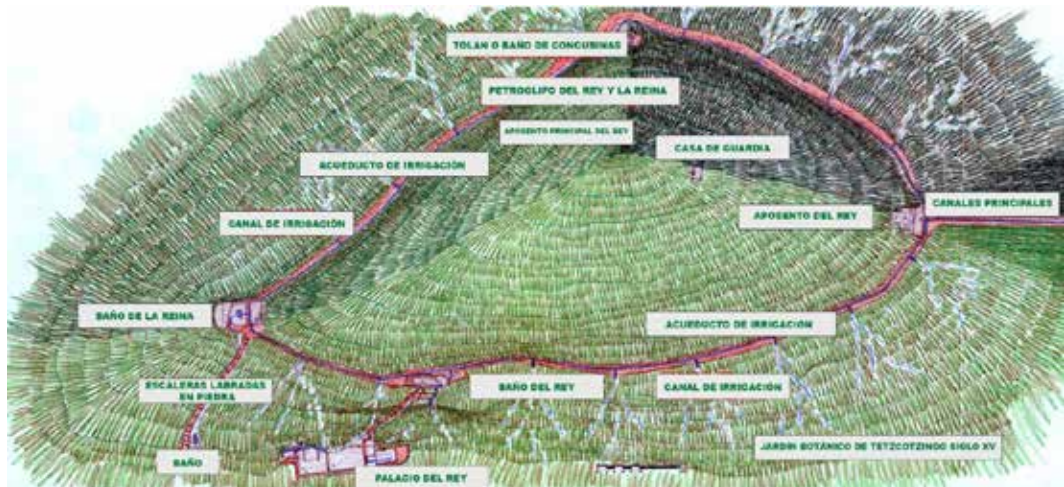 TOLAN O BAÑO DE CONCUBINAS
PETROGLIFO DEL REY Y LA REINA
APOSENTO PRINCIPAL DEL REY
ACUEDUCTO DE IRRIGACIÓN
CASA DE GUARDIA
CANAL DE IRRIGACIÓN
APOSENTO DEL REY
CANALES PRINCIPALES
BAÑO DE LA REINA
ACUEDUCTO DE IRRIGACIÓN
ESCALERAS LABRADAS
EN PIEDRA
BAÑO DEL REY
CANAL DE IRRIGACIÓN
BAÑO
JARDÍN BOTÁNICO DE TETZCOTZINGO SIGLO XV
PALACIO DEL REY